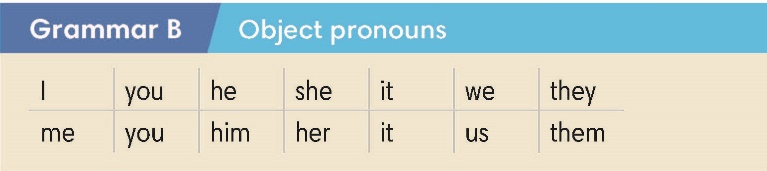 Grammar B Object pronouns
I you he she it we they
me you him her it us them